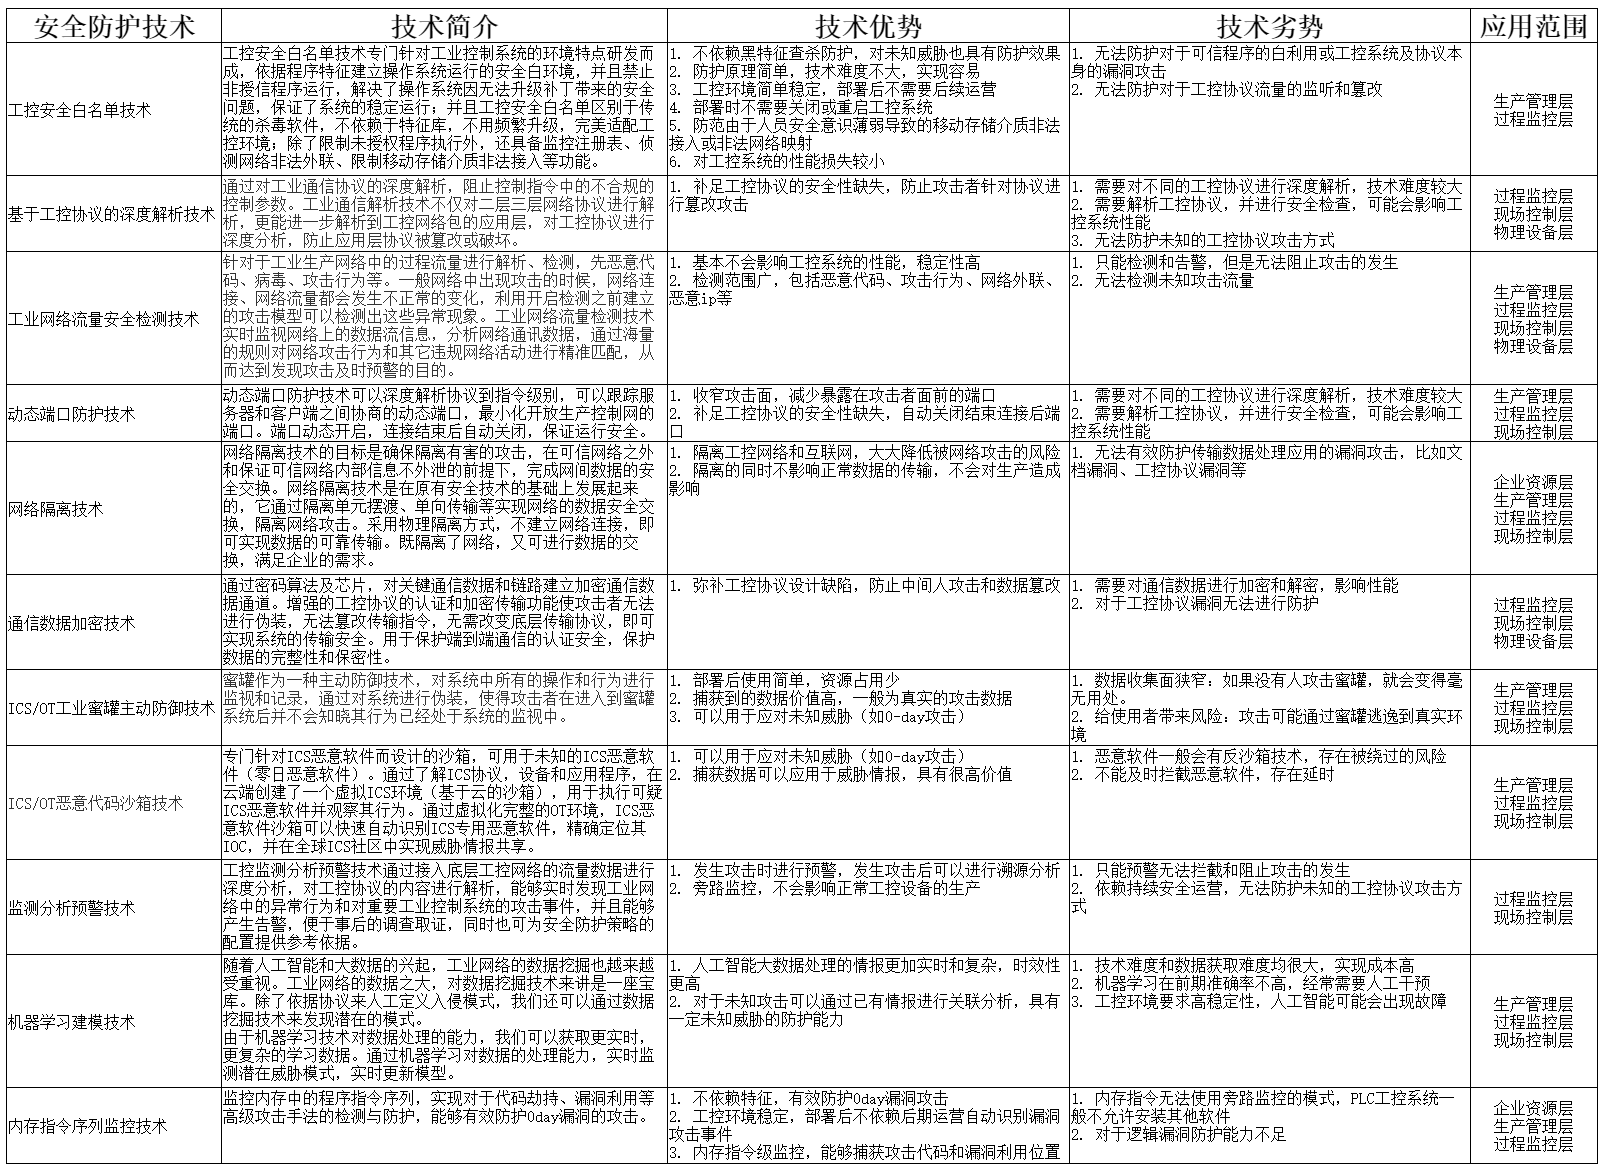 安全防护技术
技术简介
技术优势
技术劣势
应用范围
工控安全白名单技术
工控安全白名单技术专门针对工业控制系统的环境特点研发而
成，依据程序特征建立操作系统运行的安全白环境，并且禁止
非授信程序运行，解决了操作系统因无法升级补丁带来的安全
问题，保证了系统的稳定运行；并且工控安全白名单区别于传
统的杀毒软件，不依赖于特征库，不用频繁升级，完美适配工
控环境；除了限制未授权程序执行外，还具备监控注册表、侦
测网络非法外联、限制移动存储介质非法接入等功能。
1. 不依赖黑特征查杀防护，对未知威胁也具有防护效果
2. 防护原理简单，技术难度不大，实现容易
3. 工控环境简单稳定，部署后不需要后续运营
4. 部署时不需要关闭或重启工控系统
5. 防范由于人员安全意识薄弱导致的移动存储介质非法
接入或非法网络映射
6. 对工控系统的性能损失较小
1. 无法防护对于可信程序的白利用或工控系统及协议本
身的漏洞攻击
2. 无法防护对于工控协议流量的监听和篡改
生产管理层
过程监控层
基于工控协议的深度解析技术
通过对工业通信协议的深度解析，阻止控制指令中的不合规的
控制参数。工业通信解析技术不仅对二层三层网络协议进行解
析，更能进一步解析到工控网络包的应用层，对工控协议进行
深度分析，防止应用层协议被篡改或破坏。
1. 补足工控协议的安全性缺失，防止攻击者针对协议进
行篡改攻击
1. 需要对不同的工控协议进行深度解析，技术难度较大
2. 需要解析工控协议，并进行安全检查，可能会影响工
控系统性能
3. 无法防护未知的工控协议攻击方式
过程监控层
现场控制层
物理设备层
工业网络流量安全检测技术
针对于工业生产网络中的过程流量进行解析、检测，先恶意代
码、病毒、攻击行为等。一般网络中出现攻击的时候，网络连
接、网络流量都会发生不正常的变化，利用开启检测之前建立
的攻击模型可以检测出这些异常现象。工业网络流量检测技术
实时监视网络上的数据流信息，分析网络通讯数据，通过海量
的规则对网络攻击行为和其它违规网络活动进行精准匹配，从
而达到发现攻击及时预警的目的。
1. 基本不会影响工控系统的性能，稳定性高
2. 检测范围广，包括恶意代码、攻击行为、网络外联、
恶意ip等
1. 只能检测和告警，但是无法阻止攻击的发生
2. 无法检测未知攻击流量
生产管理层
过程监控层
现场控制层
物理设备层
动态端口防护技术
动态端口防护技术可以深度解析协议到指令级别，可以跟踪服
务器和客户端之间协商的动态端口，最小化开放生产控制网的
端口。端口动态开启，连接结束后自动关闭，保证运行安全。
1. 收窄攻击面，减少暴露在攻击者面前的端口
2. 补足工控协议的安全性缺失，自动关闭结束连接后端
口
1. 需要对不同的工控协议进行深度解析，技术难度较大
2. 需要解析工控协议，并进行安全检查，可能会影响工
控系统性能
生产管理层
过程监控层
现场控制层
网络隔离技术
网络隔离技术的目标是确保隔离有害的攻击，在可信网络之外
和保证可信网络内部信息不外泄的前提下，完成网间数据的安
全交换。网络隔离技术是在原有安全技术的基础上发展起来
的，它通过隔离单元摆渡、单向传输等实现网络的数据安全交
换，隔离网络攻击。采用物理隔离方式，不建立网络连接，即
可实现数据的可靠传输。既隔离了网络，又可进行数据的交
换，满足企业的需求。
1. 隔离工控网络和互联网，大大降低被网络攻击的风险
2. 隔离的同时不影响正常数据的传输，不会对生产造成
影响
1. 无法有效防护传输数据处理应用的漏洞攻击，比如文
档漏洞、工控协议漏洞等
企业资源层
生产管理层
过程监控层
现场控制层
通信数据加密技术
通过密码算法及芯片，对关键通信数据和链路建立加密通信数
据通道。增强的工控协议的认证和加密传输功能使攻击者无法
进行伪装，无法篡改传输指令，无需改变底层传输协议，即可
实现系统的传输安全。用于保护端到端通信的认证安全，保护
数据的完整性和保密性。
1. 弥补工控协议设计缺陷，防止中间人攻击和数据篡改
1. 需要对通信数据进行加密和解密，影响性能
2. 对于工控协议漏洞无法进行防护
过程监控层
现场控制层
物理设备层
ICS/OT工业蜜罐主动防御技术
蜜罐作为一种主动防御技术，对系统中所有的操作和行为进行
监视和记录，通过对系统进行伪装，使得攻击者在进入到蜜罐
系统后并不会知晓其行为已经处于系统的监视中。
1. 部署后使用简单，资源占用少
2. 捕获到的数据价值高，一般为真实的攻击数据
3. 可以用于应对未知威胁（如0-day攻击）
1. 数据收集面狭窄：如果没有人攻击蜜罐，就会变得毫
无用处。
2. 给使用者带来风险：攻击可能通过蜜罐逃逸到真实环
境
生产管理层
过程监控层
现场控制层
ICS/OT恶意代码沙箱技术
专门针对ICS恶意软件而设计的沙箱，可用于未知的ICS恶意软
件（零日恶意软件）。通过了解ICS协议，设备和应用程序，在
云端创建了一个虚拟ICS环境（基于云的沙箱），用于执行可疑
ICS恶意软件并观察其行为。通过虚拟化完整的OT环境，ICS恶
意软件沙箱可以快速自动识别ICS专用恶意软件，精确定位其
IOC，并在全球ICS社区中实现威胁情报共享。
1. 可以用于应对未知威胁（如0-day攻击）
2. 捕获数据可以应用于威胁情报，具有很高价值
1. 恶意软件一般会有反沙箱技术，存在被绕过的风险
2. 不能及时拦截恶意软件，存在延时
生产管理层
过程监控层
现场控制层
监测分析预警技术
工控监测分析预警技术通过接入底层工控网络的流量数据进行
深度分析，对工控协议的内容进行解析，能够实时发现工业网
络中的异常行为和对重要工业控制系统的攻击事件，并且能够
产生告警，便于事后的调查取证，同时也可为安全防护策略的
配置提供参考依据。
1. 发生攻击时进行预警，发生攻击后可以进行溯源分析
2. 旁路监控，不会影响正常工控设备的生产
1. 只能预警无法拦截和阻止攻击的发生
2. 依赖持续安全运营，无法防护未知的工控协议攻击方
式
过程监控层
现场控制层
机器学习建模技术
随着人工智能和大数据的兴起，工业网络的数据挖掘也越来越
受重视。工业网络的数据之大，对数据挖掘技术来讲是一座宝
库。除了依据协议来人工定义入侵模式，我们还可以通过数据
挖掘技术来发现潜在的模式。
由于机器学习技术对数据处理的能力，我们可以获取更实时，
更复杂的学习数据。通过机器学习对数据的处理能力，实时监
测潜在威胁模式，实时更新模型。
1. 人工智能大数据处理的情报更加实时和复杂，时效性
更高
2. 对于未知攻击可以通过已有情报进行关联分析，具有
一定未知威胁的防护能力
1. 技术难度和数据获取难度均很大，实现成本高
2. 机器学习在前期准确率不高，经常需要人工干预
3. 工控环境要求高稳定性，人工智能可能会出现故障
生产管理层
过程监控层
现场控制层
内存指令序列监控技术
监控内存中的程序指令序列，实现对于代码劫持、漏洞利用等
高级攻击手法的检测与防护，能够有效防护0day漏洞的攻击。
1. 不依赖特征，有效防护0day漏洞攻击
2. 工控环境稳定，部署后不依赖后期运营自动识别漏洞
攻击事件
3. 内存指令级监控，能够捕获攻击代码和漏洞利用位置
1. 内存指令无法使用旁路监控的模式，PLC工控系统一
般不允许安装其他软件
2. 对于逻辑漏洞防护能力不足
企业资源层
生产管理层
过程监控层